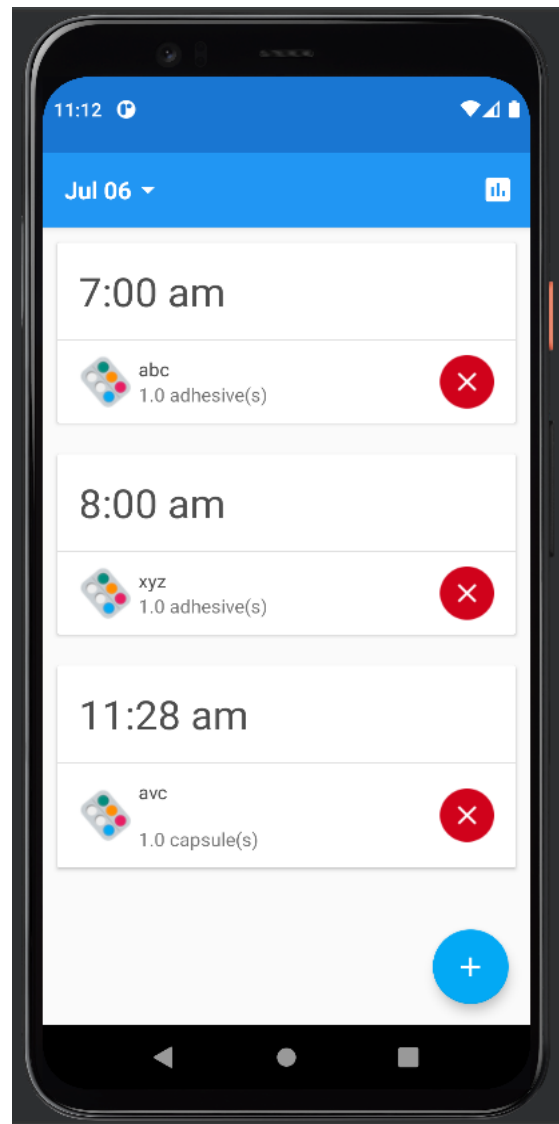 11:12
Jul 06
7:00 am
abc
1.0 adhesive(s)
8:00 am
xyz
1.0 adhesive(s)
11:28 am
avc
1.0 capsule(s)